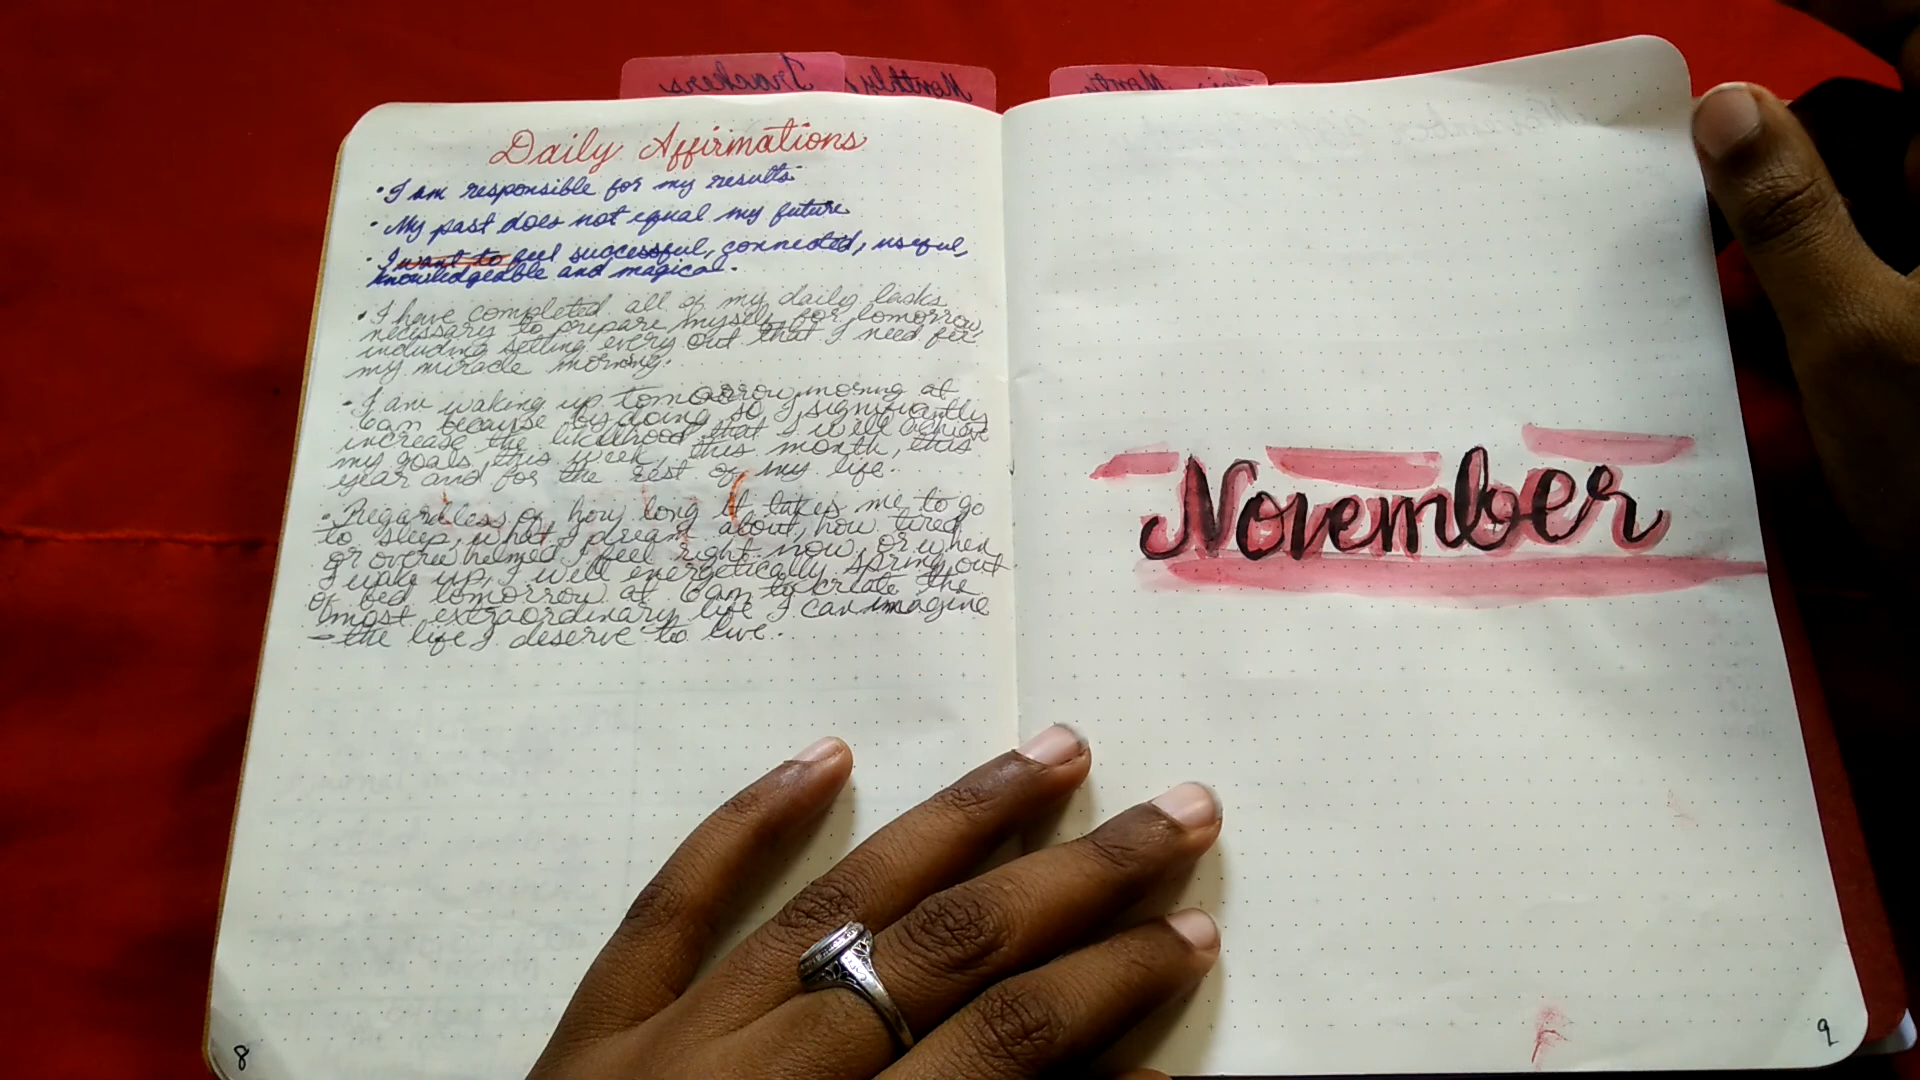 Trackers
Monthly
This Month
Daily Affirmations
• I am responsible for my results
• My past does not equal my future
• I want to feel successful, connected, useful,
knowledgeable and magical.
• I have completed all of my daily tasks
necessary to prepare myself for tomorrow,
including setting every out that I need for
my miracle morning.
• I am waking up tomorrow morning at
6am because by doing so, I significantly
increase the likelihood that I will achieve
my goals, this week, this month, this
year and for the rest of my life.
• Regardless of how long it takes me to go
to sleep, what I dream about, how tired
or overwhelmed I feel right now, or when
I wake up, I will energetically spring out
of bed tomorrow at 6am to create the
most extraordinary life I can imagine
- the life I deserve to live.
8
November
9